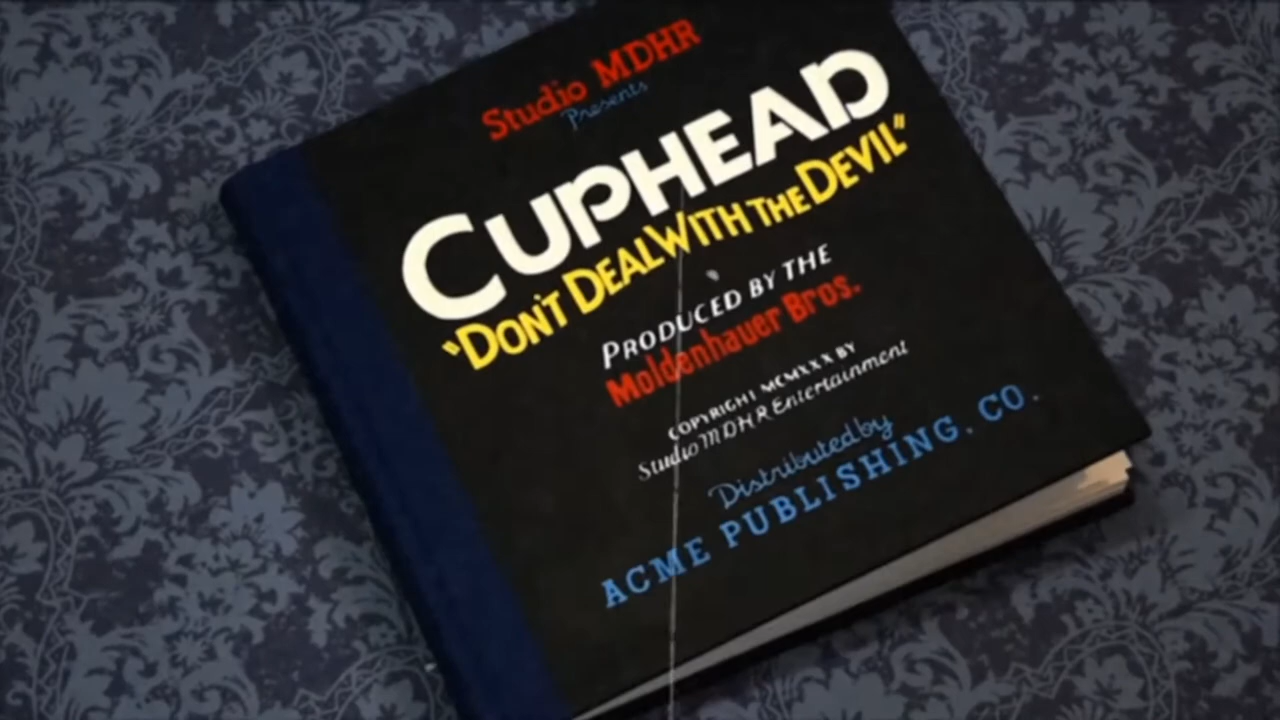 Studio MDHR
Presents
CUPHEAD
"DON'T DEAL WITH THE DEVIL"
PRODUCED BY THE
Moldenhauer Bros.
COPYRIGHT MCMXXX BY
Studio MDHR Entertainment
Distributed by
ACME PUBLISHING. CO.